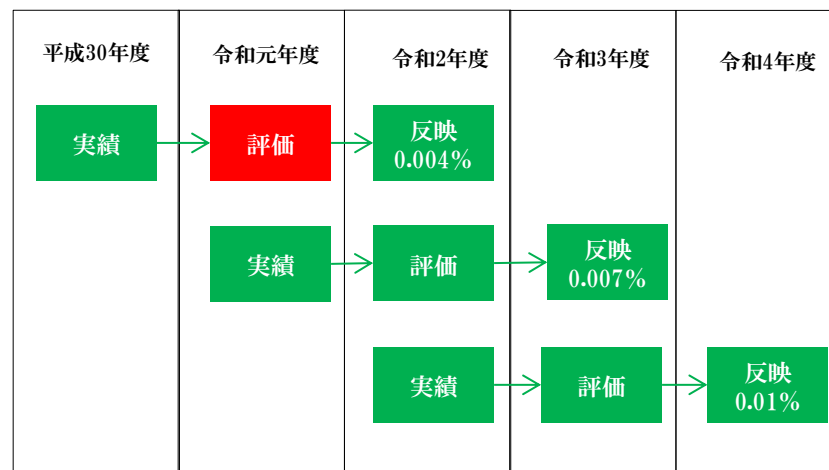 平成30年度
令和元年度
令和2年度
令和3年度
令和4年度
実績
評価
反映
0.004%
実績
評価
反映
0.007%
実績
評価
反映
0.01%